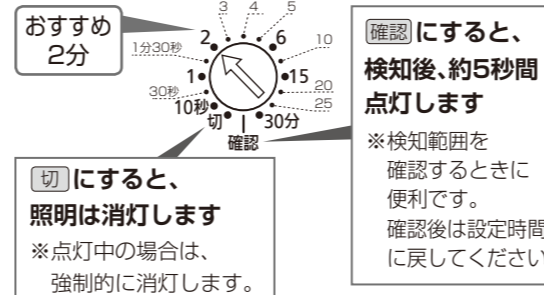 おすすめ
2分
3 4 5
2 6
1分30秒 10
1 15
30秒 20
10秒 25
切 30分
確認
確認にすると、
検知後、約5秒間
点灯します
※検知範囲を
確認するときに
便利です。
確認後は設定時間
に戻してください
切にすると、
照明は消灯します
※点灯中の場合は、
強制的に消灯します。